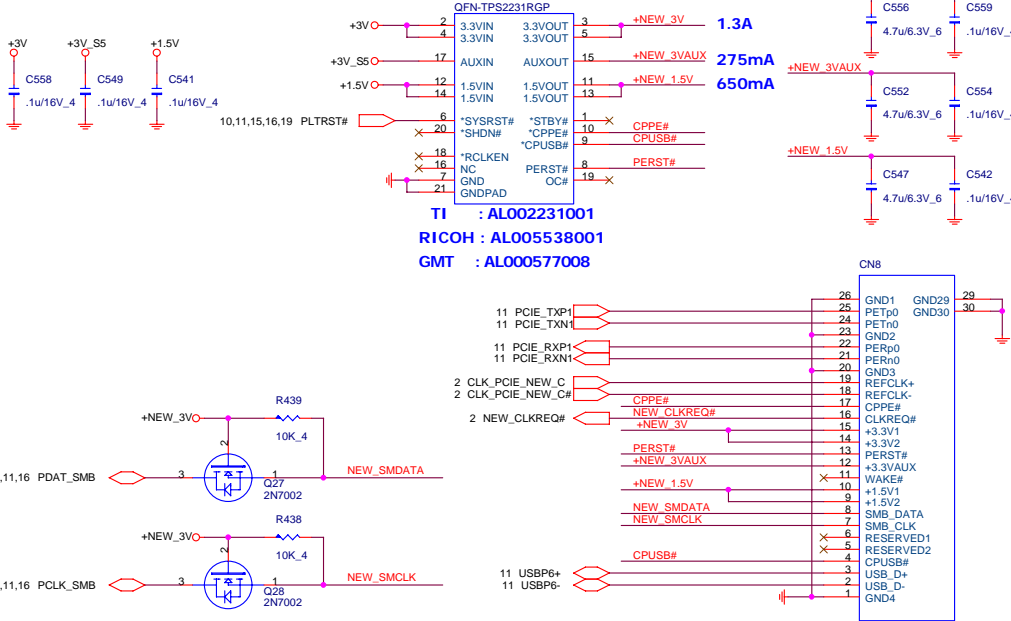 QFN-TPS2231RGP
+3V 2 3.3VIN 3.3VOUT 3 +NEW_3V 1.3A
4 3.3VIN 3.3VOUT 5
+3V_S5 17 AUXIN AUXOUT 15 +NEW_3VAUX 275mA
+1.5V 12 1.5VIN 1.5VOUT 11 +NEW_1.5V 650mA
14 1.5VIN 1.5VOUT 13
10,11,15,16,19 PLTRST# 6 *SYSRST# *STBY# 1
20 *SHDN# *CPPE# 10 CPPE#
*CPUSB# 9 CPUSB#
18 *RCLKEN
16 NC PERST# 8 PERST#
7 GND OC# 19
21 GNDPAD
TI : AL002231001
RICOH : AL005538001
GMT : AL000577008
+3V +3V_S5 +1.5V
C558 C549 C541
.1u/16V_4 .1u/16V_4 .1u/16V_4
C556 C559
4.7u/6.3V_6 .1u/16V_4
+NEW_3VAUX
C552 C554
4.7u/6.3V_6 .1u/16V_4
+NEW_1.5V
C547 C542
4.7u/6.3V_6 .1u/16V_4
CN8
26 GND1 GND29 29
11 PCIE_TXP1 25 PETp0 GND30 30
11 PCIE_TXN1 24 PETn0
23 GND2
11 PCIE_RXP1 22 PERp0
11 PCIE_RXN1 21 PERn0
20 GND3
2 CLK_PCIE_NEW_C 19 REFCLK+
2 CLK_PCIE_NEW_C# 18 REFCLK-
CPPE# 17 CPPE#
2 NEW_CLKREQ# NEW_CLKREQ# 16 CLKREQ#
+NEW_3V 15 +3.3V1
14 +3.3V2
PERST# 13 PERST#
+NEW_3VAUX 12 +3.3VAUX
11 WAKE#
+NEW_1.5V 10 +1.5V1
9 +1.5V2
NEW_SMDATA 8 SMB_DATA
NEW_SMCLK 7 SMB_CLK
6 RESERVED1
5 RESERVED2
CPUSB# 4 CPUSB#
11 USBP6+ 3 USB_D+
11 USBP6- 2 USB_D-
1 GND4
R439
+NEW_3V
10K_4
2
,11,16 PDAT_SMB 3 1 NEW_SMDATA
Q27
2N7002
R438
+NEW_3V
10K_4
2
,11,16 PCLK_SMB 3 1 NEW_SMCLK
Q28
2N7002